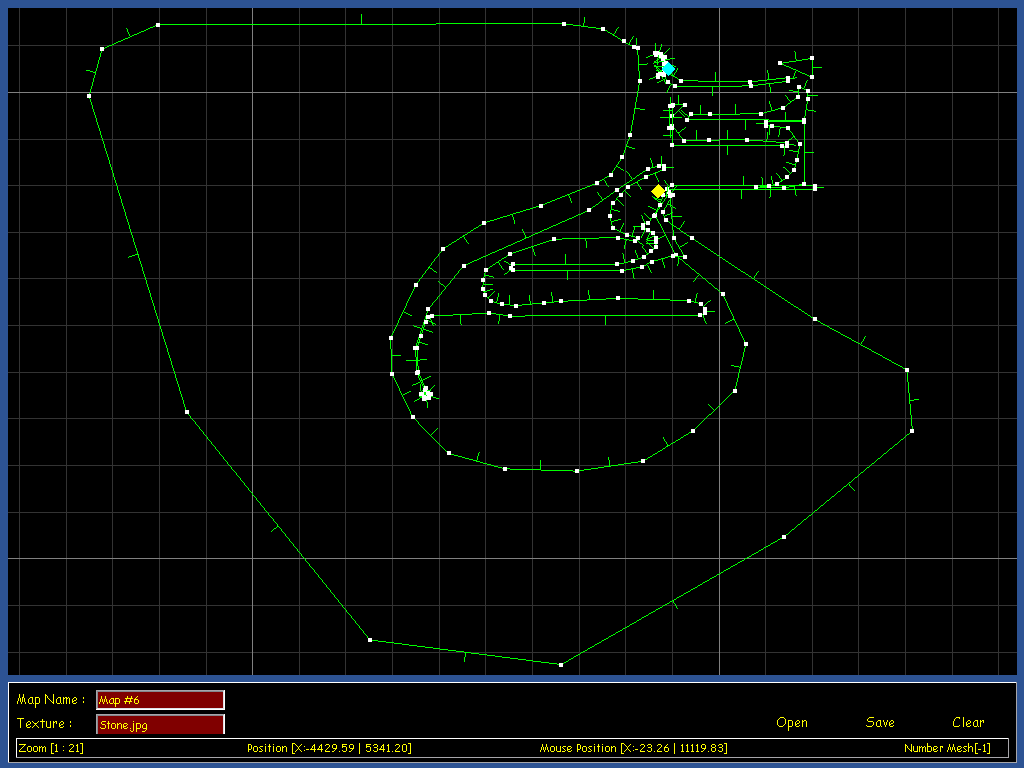 Map Name : Map #6
Texture : Stone.jpg
Open Save Clear
Zoom [1 : 21] Position [X:-4429.59 | 5341.20] Mouse Position [X:-23.26 | 11119.83] Number Mesh[-1]